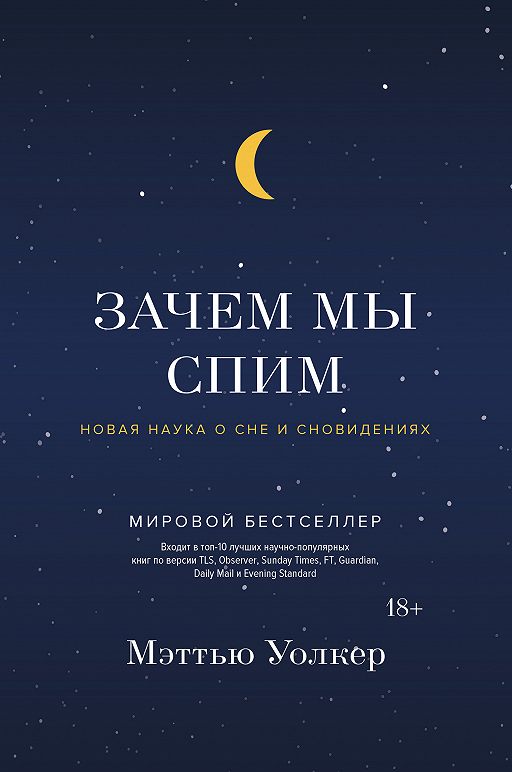 ЗАЧЕМ МЫ
СПИМ
НОВАЯ НАУКА О СНЕ И СНОВИДЕНИЯХ
МИРОВОЙ БЕСТСЕЛЛЕР
Входит в топ-10 лучших научно-популярных
книг по версии TLS, Observer, Sunday Times, FT, Guardian,
Daily Mail и Evening Standard
18+
Мэттью Уолкер